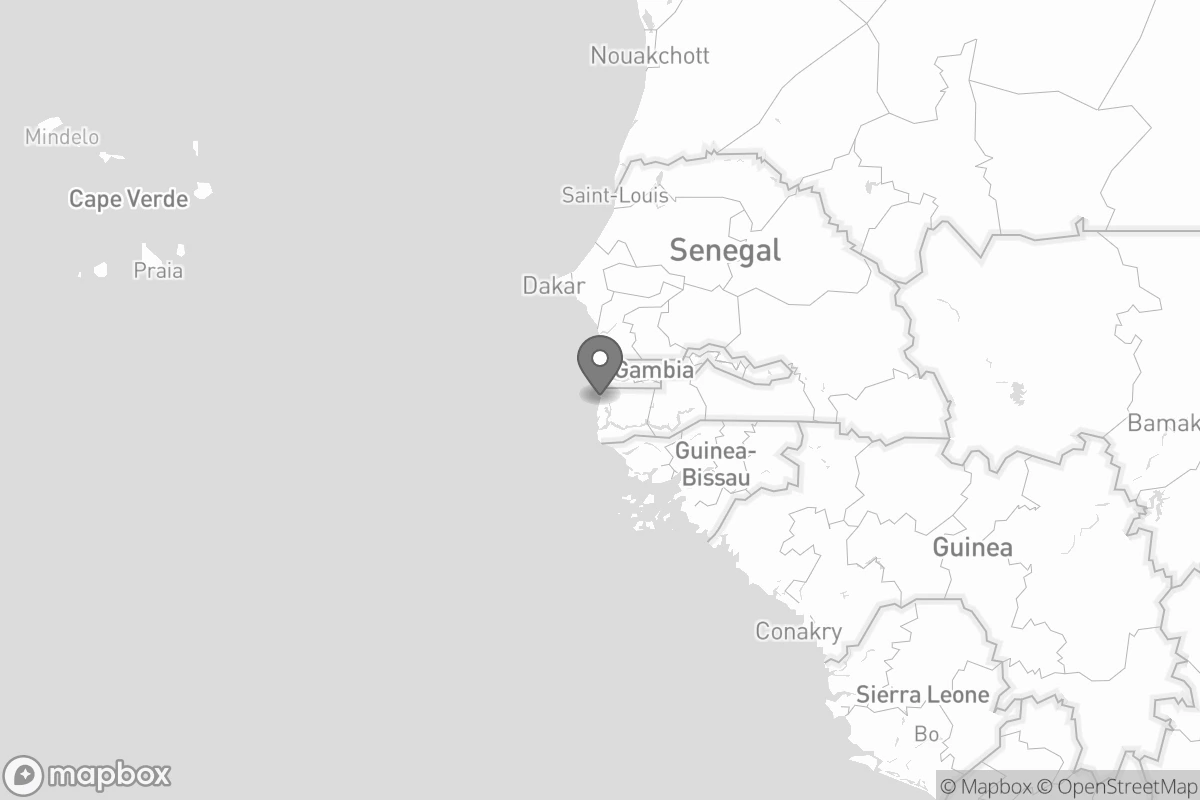 Nouakchott
Mindelo
Cape Verde
Saint-Louis
Senegal
Praia
Dakar
Gambia
Bamak
Guinea-
Bissau
Guinea
Conakry
Sierra Leone
Bo
mapbox
© Mapbox © OpenStreetMap